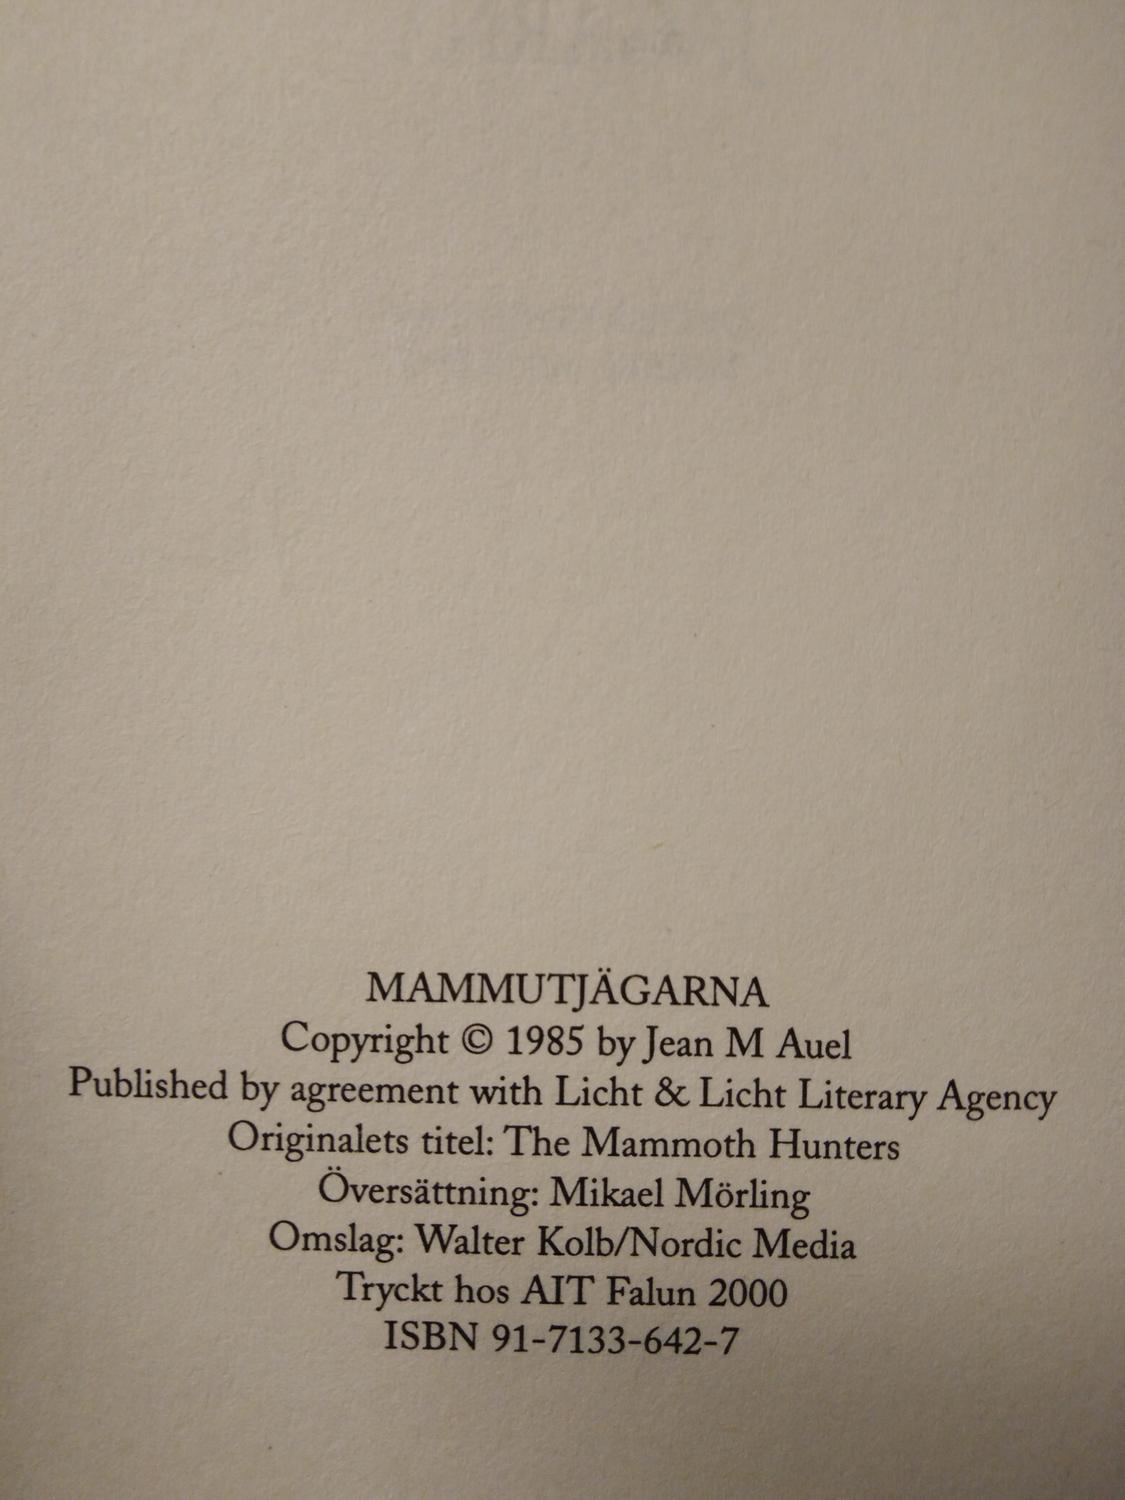 MAMMUTJÄGARNA
Copyright © 1985 by Jean M Auel
Published by agreement with Licht & Licht Literary Agency
Originalets titel: The Mammoth Hunters
Översättning: Mikael Mörling
Omslag: Walter Kolb/Nordic Media
Tryckt hos AIT Falun 2000
ISBN 91-7133-642-7